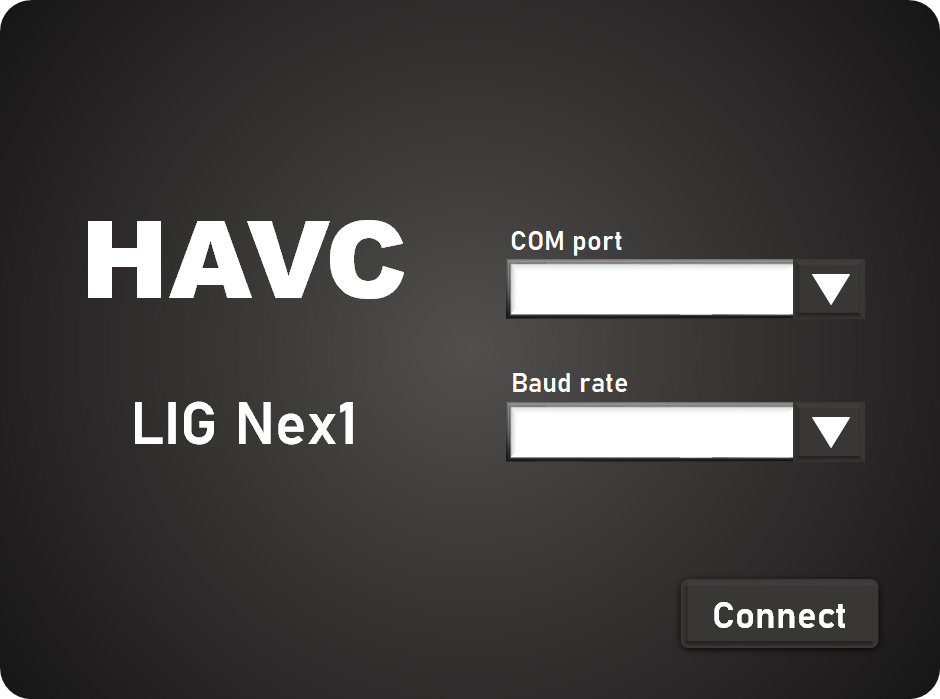 HAVC
LIG Nex1
COM port
Baud rate
Connect